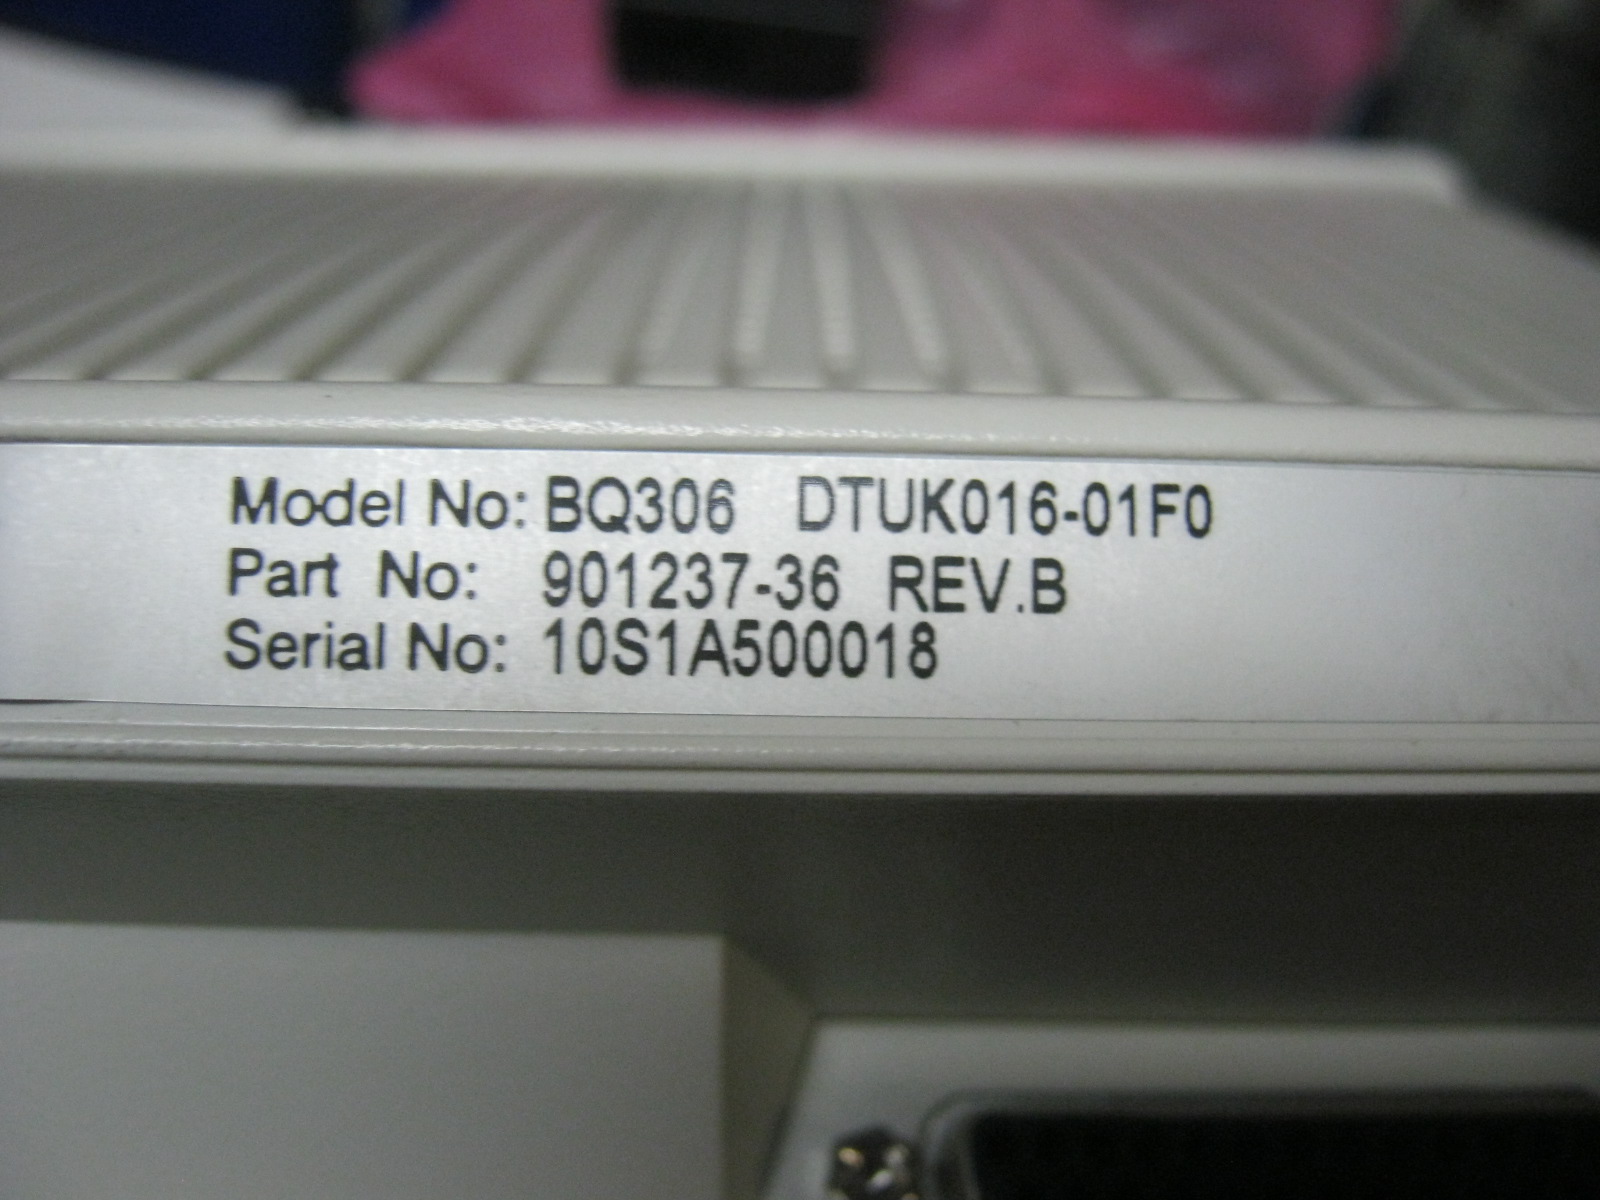 Model No: BQ306 DTUK016-01F0
Part No: 901237-36 REV.B
Serial No: 10S1A500018